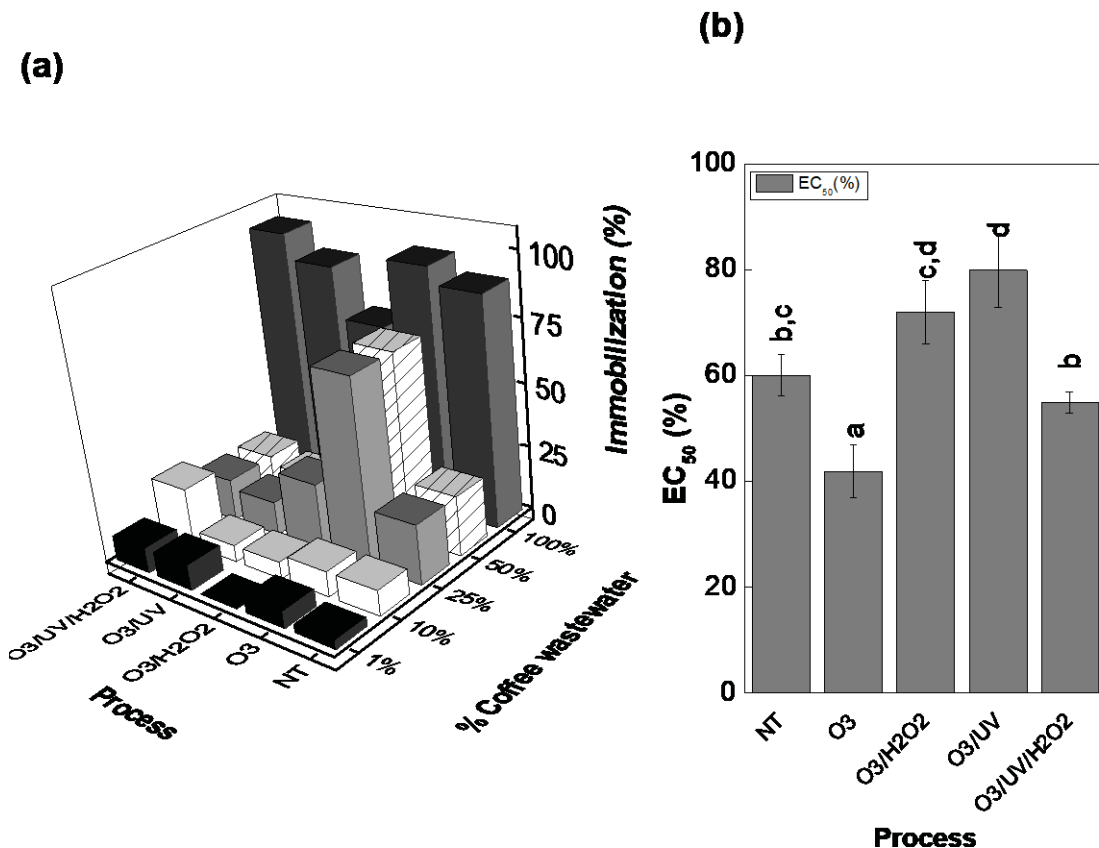 (a)
Immobilization (%)
100
75
50
25
0
100%
50%
25%
10%
1%
% Coffee wastewater
O3/UV/H2O2
O3/UV
O3/H2O2
O3
NT
Process
(b)
EC50 (%)
100
80
60
40
20
0
EC50(%)
b,c
a
c,d
d
b
NT
O3
O3/H2O2
O3/UV
O3/UV/H2O2
Process